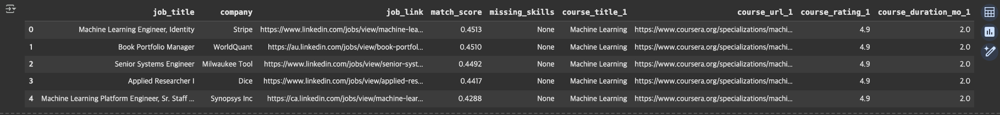 job_title company job_link match_score missing_skills course_title_1 course_url_1 course_rating_1 course_duration_mo_1
0 Machine Learning Engineer, Identity Stripe https://www.linkedin.com/jobs/view/machine-lea... 0.4513 None Machine Learning https://www.coursera.org/specializations/machi... 4.9 2.0
1 Book Portfolio Manager WorldQuant https://au.linkedin.com/jobs/view/book-portfol... 0.4510 None Machine Learning https://www.coursera.org/specializations/machi... 4.9 2.0
2 Senior Systems Engineer Milwaukee Tool https://www.linkedin.com/jobs/view/senior-syst... 0.4492 None Machine Learning https://www.coursera.org/specializations/machi... 4.9 2.0
3 Applied Researcher I Dice https://www.linkedin.com/jobs/view/applied-res... 0.4417 None Machine Learning https://www.coursera.org/specializations/machi... 4.9 2.0
4 Machine Learning Platform Engineer, Sr. Staff ... Synopsys Inc https://ca.linkedin.com/jobs/view/machine-lear... 0.4288 None Machine Learning https://www.coursera.org/specializations/machi... 4.9 2.0